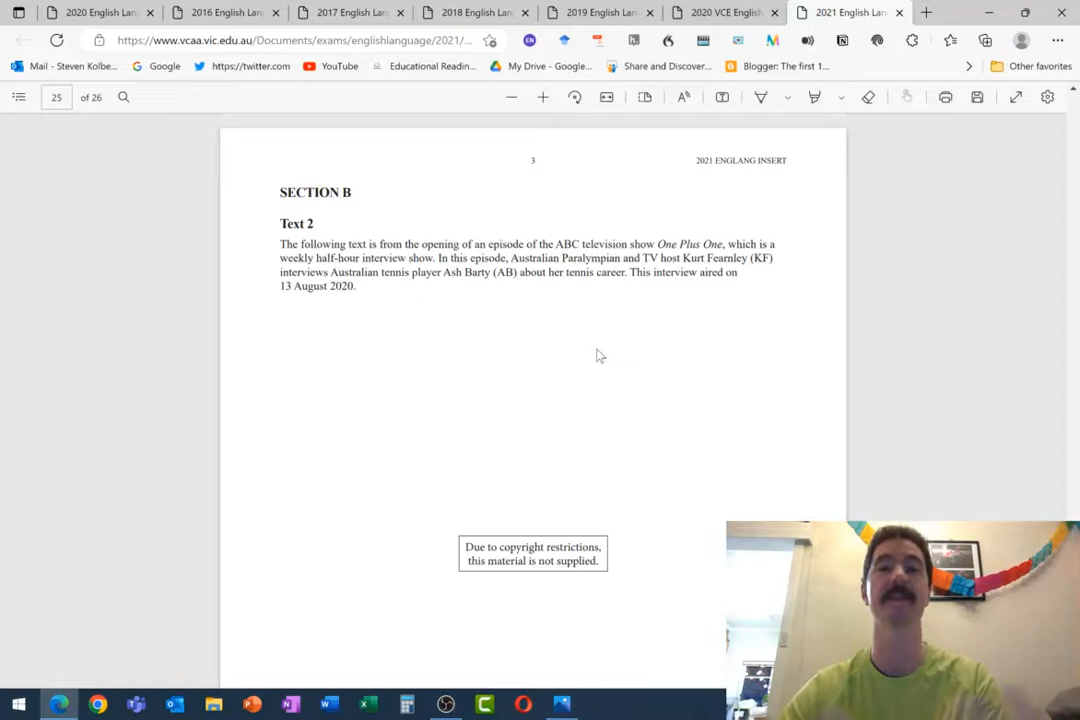 2020 English Lan
2016 English Lan
2017 English Lan
2018 English Lan
2019 English Lan
2020 VCE English
2021 English Lan
https://www.vcaa.vic.edu.au/Documents/exams/englishlanguage/2021/...
Mail - Steven Kolbe...
Google
https://twitter.com
YouTube
Educational Readin...
My Drive - Google...
Share and Discover...
Blogger: The first 1...
Other favorites
25 of 26
3
2021 ENGLANG INSERT
SECTION B
Text 2
The following text is from the opening of an episode of the ABC television show One Plus One, which is a
weekly half-hour interview show. In this episode, Australian Paralympian and TV host Kurt Fearnley (KF)
interviews Australian tennis player Ash Barty (AB) about her tennis career. This interview aired on
13 August 2020.
Due to copyright restrictions,
this material is not supplied.